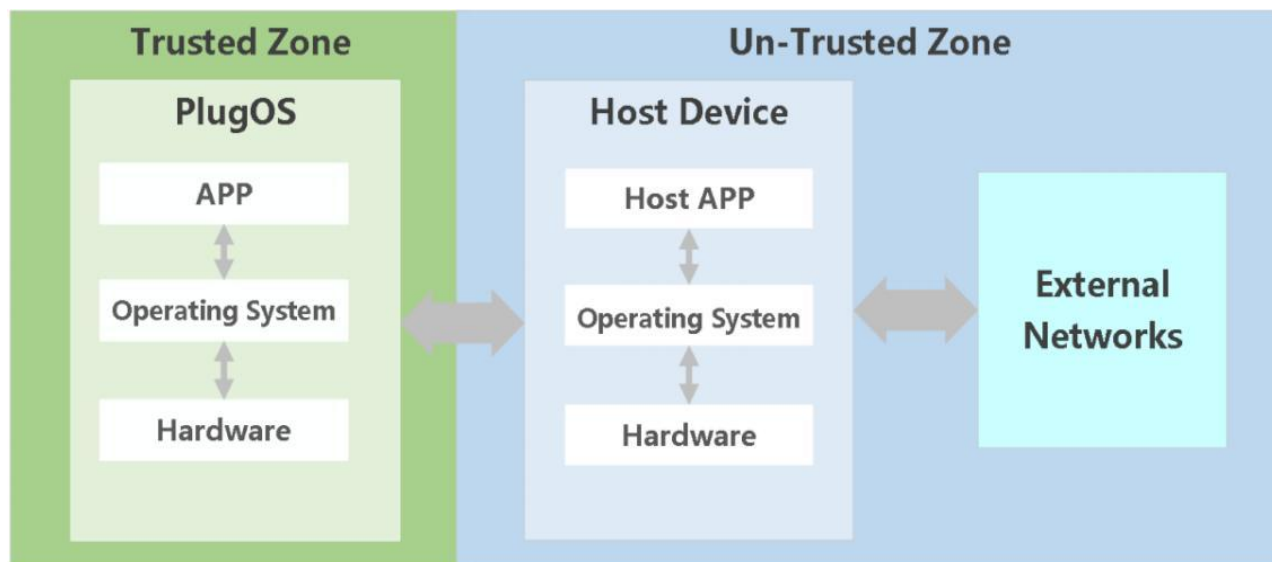 Trusted Zone
Un-Trusted Zone
PlugOS
APP
Operating System
Hardware
Host Device
Host APP
Operating System
Hardware
External
Networks